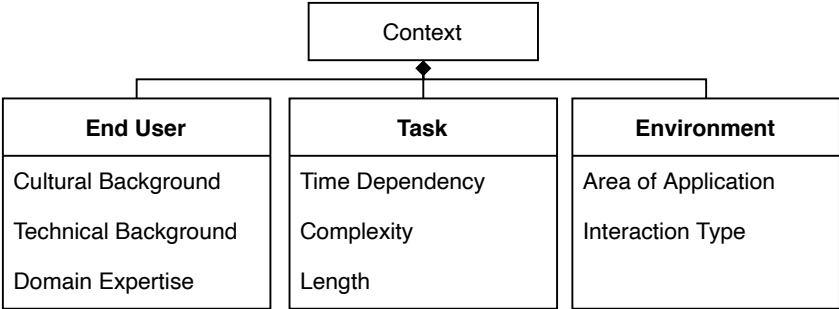 Context
End User
Cultural Background
Technical Background
Domain Expertise
Task
Time Dependency
Complexity
Length
Environment
Area of Application
Interaction Type